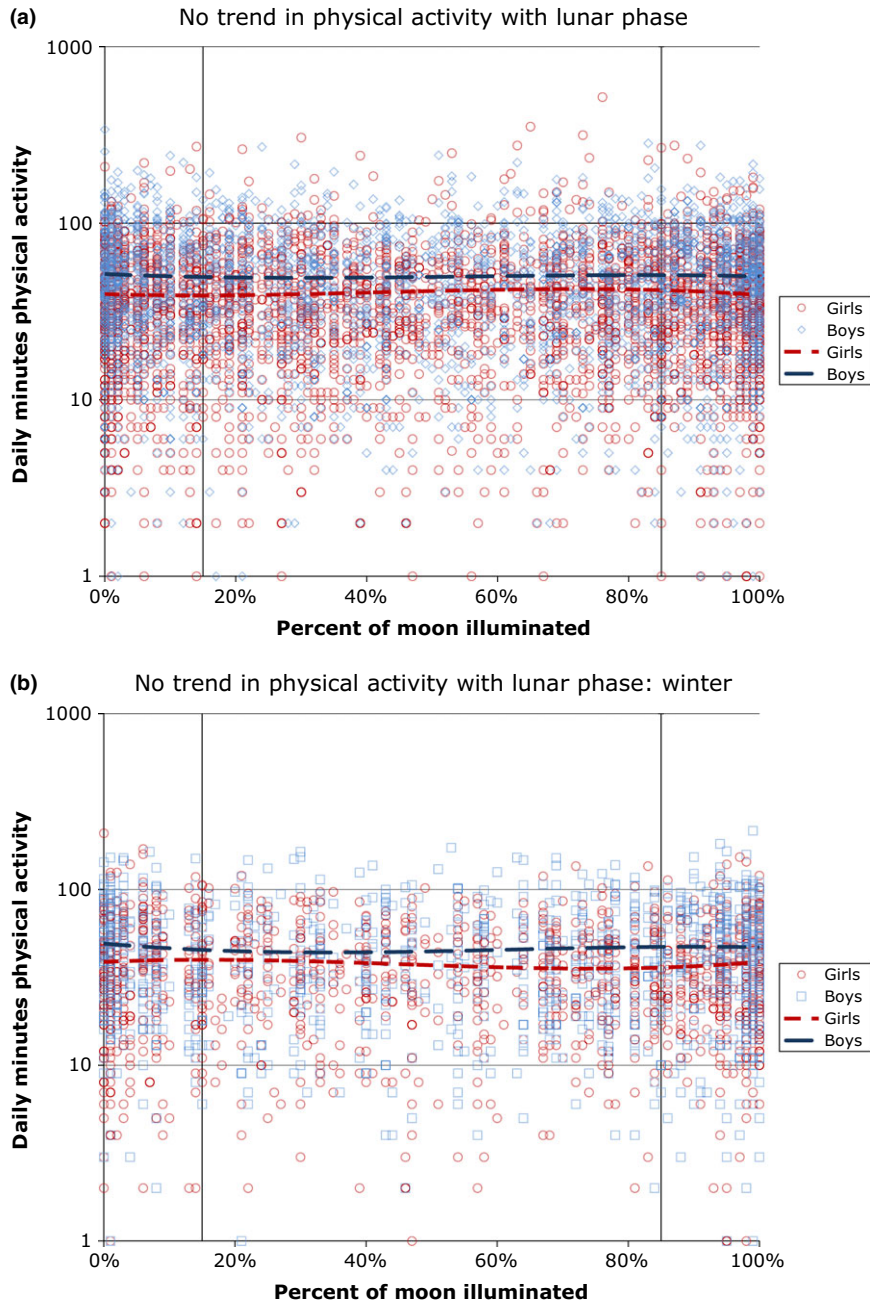 (a)
No trend in physical activity with lunar phase
1000
100
10
1
Daily minutes physical activity
0%
20%
40%
60%
80%
100%
Percent of moon illuminated
Girls
Boys
Girls
Boys
(b)
No trend in physical activity with lunar phase: winter
1000
100
10
1
Daily minutes physical activity
0%
20%
40%
60%
80%
100%
Percent of moon illuminated
Girls
Boys
Girls
Boys